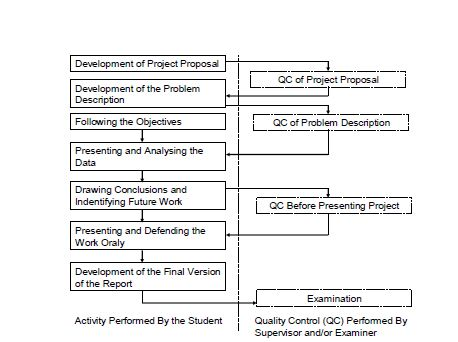 Development of Project Proposal
QC of Project Proposal
Development of the Problem
Description
Following the Objectives
QC of Problem Description
Presenting and Analysing the
Data
Drawing Conclusions and
Indentifying Future Work
QC Before Presenting Project
Presenting and Defending the
Work Oraly
Development of the Final Version
of the Report
Examination
Activity Performed By the Student
Quality Control (QC) Performed By
Supervisor and/or Examiner